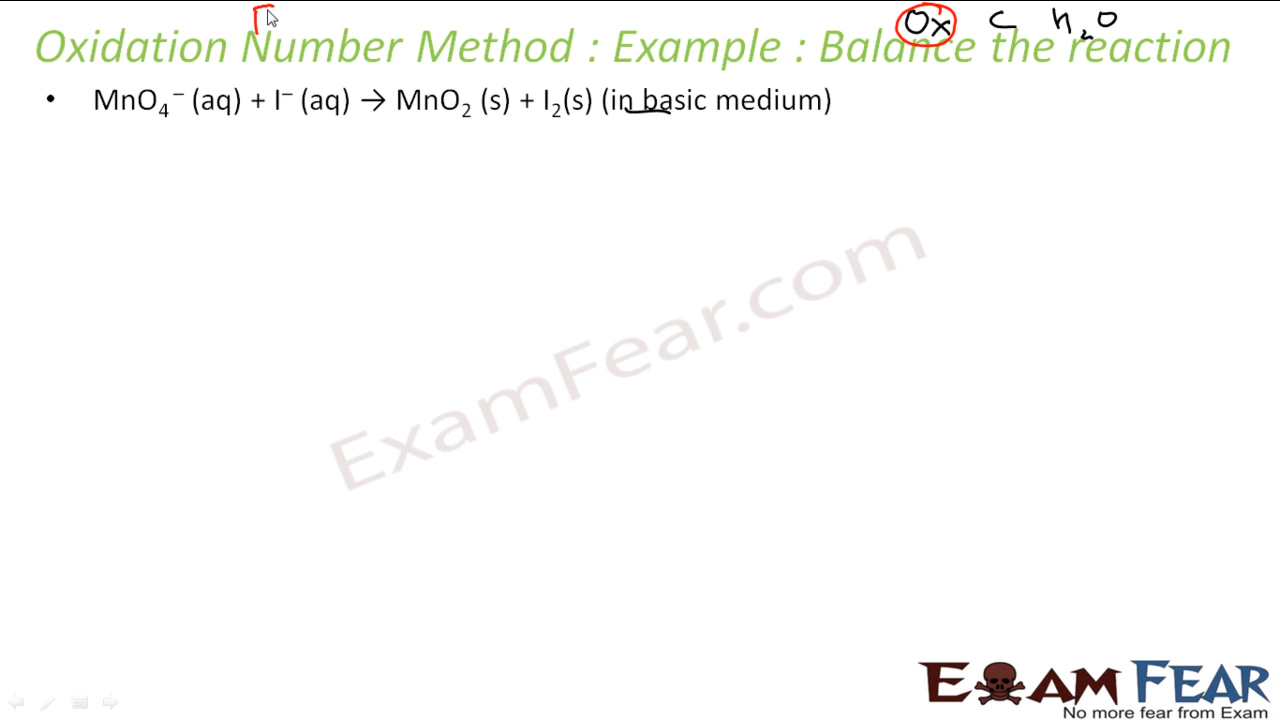 Ox C H₂O
Oxidation Number Method : Example : Balance the reaction
• MnO₄⁻ (aq) + I⁻ (aq) → MnO₂ (s) + I₂(s) (in basic medium)
ExamFear.com
EXAM FEAR
No more fear from Exam